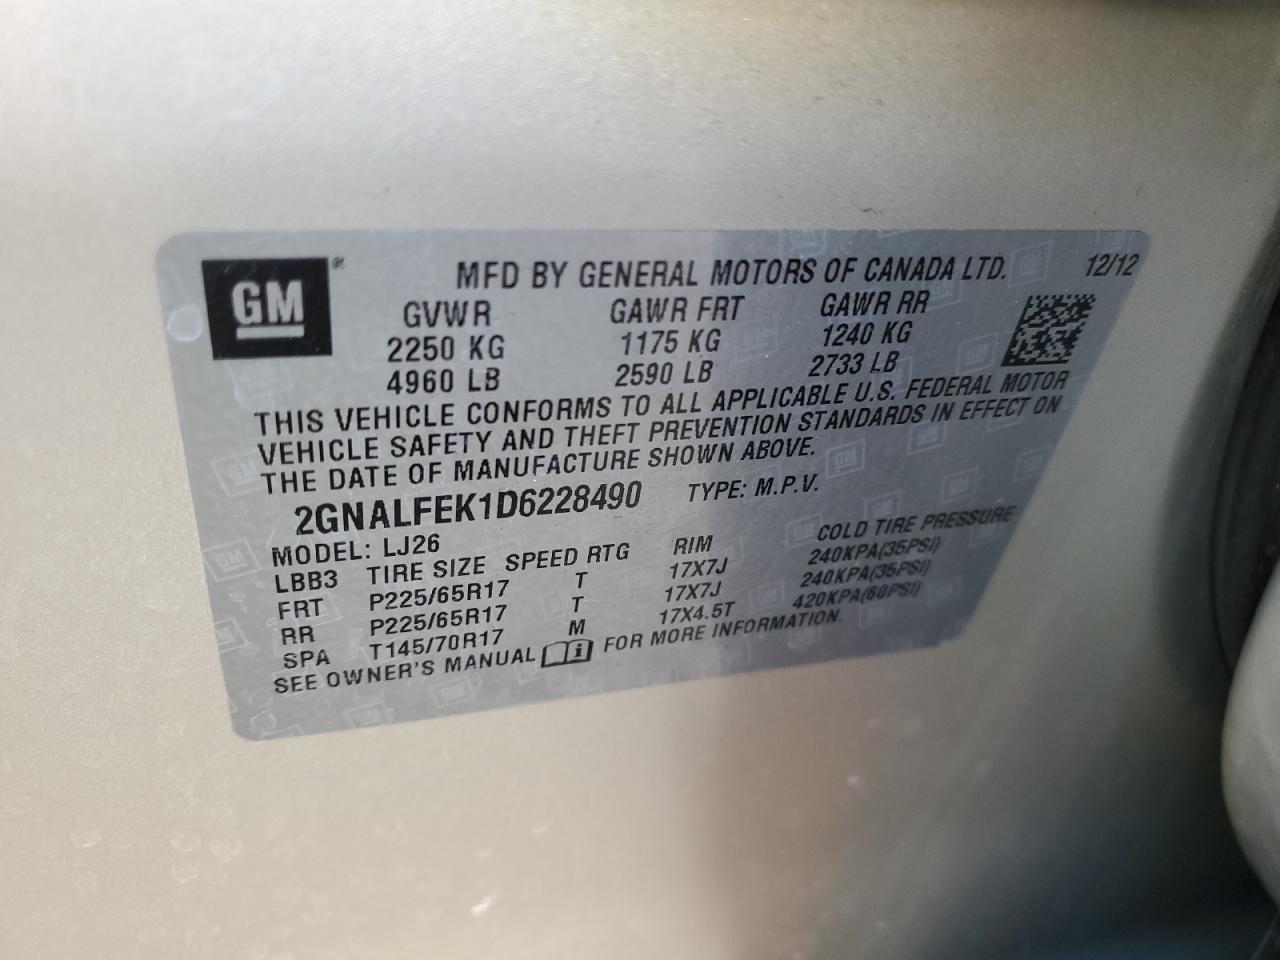 GM®
MFD BY GENERAL MOTORS OF CANADA LTD. 12/12
GVWR GAWR FRT GAWR RR
2250 KG 1175 KG 1240 KG
4960 LB 2590 LB 2733 LB
THIS VEHICLE CONFORMS TO ALL APPLICABLE U.S. FEDERAL MOTOR
VEHICLE SAFETY AND THEFT PREVENTION STANDARDS IN EFFECT ON
THE DATE OF MANUFACTURE SHOWN ABOVE.
2GNALFEK1D6228490 TYPE: M.P.V.
MODEL: LJ26
LBB3 TIRE SIZE SPEED RTG RIM COLD TIRE PRESSURE
FRT P225/65R17 T 17X7J 240KPA(35PSI)
RR P225/65R17 T 17X7J 240KPA(35PSI)
SPA T145/70R17 M 17X4.5T 420KPA(60PSI)
SEE OWNER'S MANUAL FOR MORE INFORMATION.